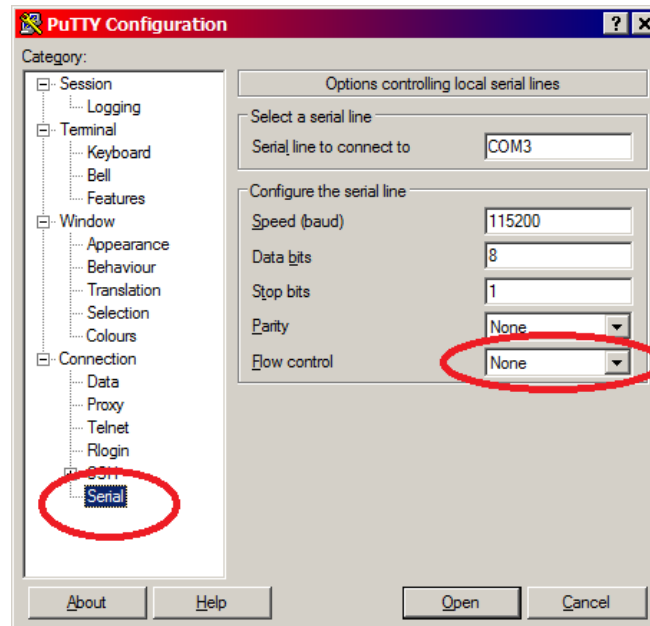 PuTTY Configuration
Category:
Session
Logging
Terminal
Keyboard
Bell
Features
Window
Appearance
Behaviour
Translation
Selection
Colours
Connection
Data
Proxy
Telnet
Rlogin
SSH
Serial
Options controlling local serial lines
Select a serial line
Serial line to connect to COM3
Configure the serial line
Speed (baud) 115200
Data bits 8
Stop bits 1
Parity None
Flow control None
About Help Open Cancel